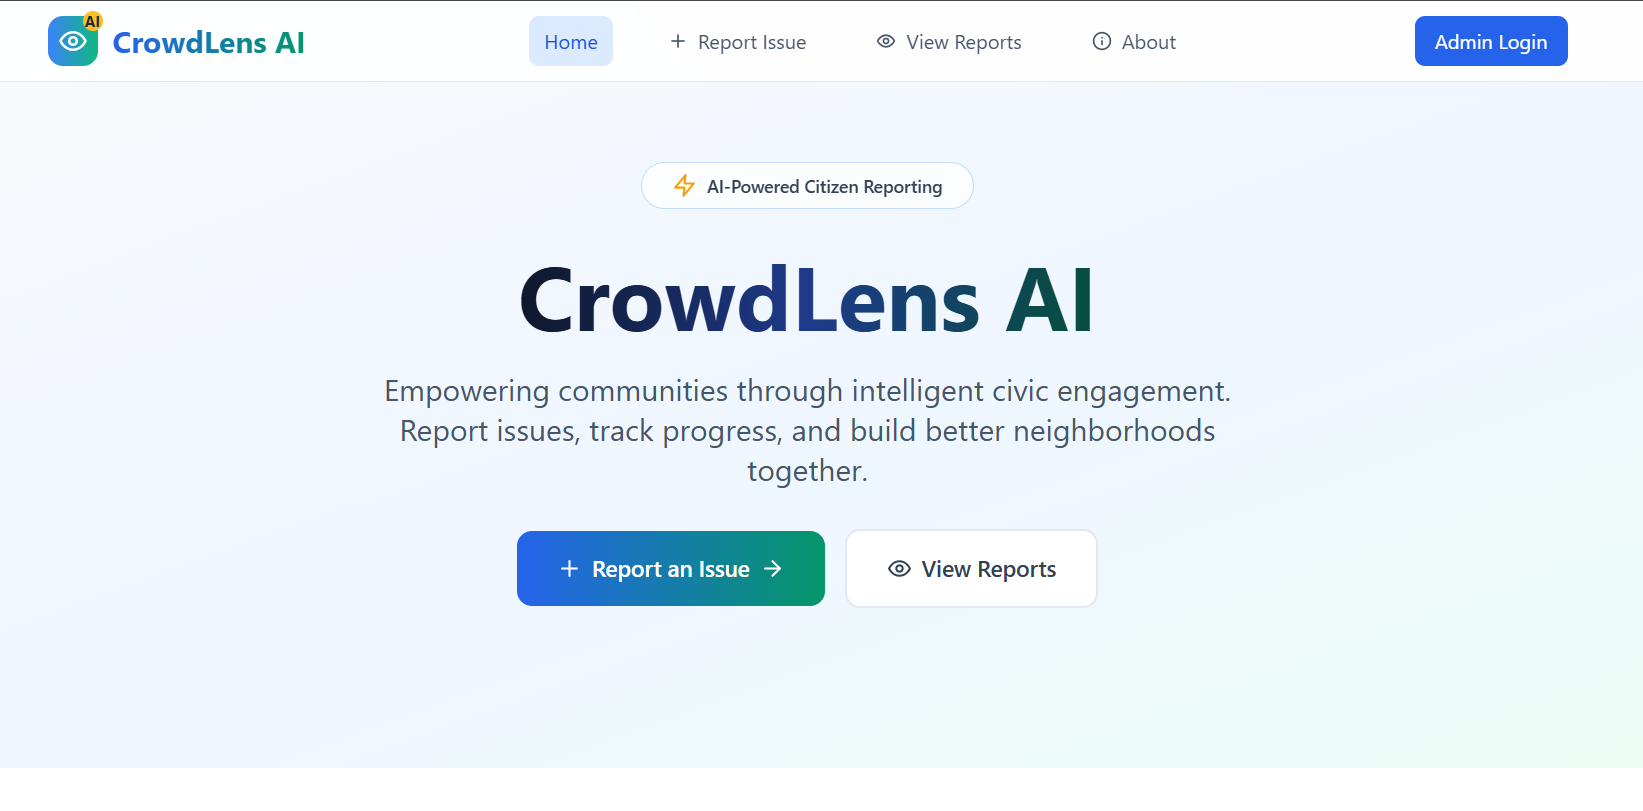 AI
CrowdLens AI
Home
Report Issue
View Reports
About
Admin Login
AI-Powered Citizen Reporting
CrowdLens AI
Empowering communities through intelligent civic engagement.
Report issues, track progress, and build better neighborhoods
together.
Report an Issue
View Reports